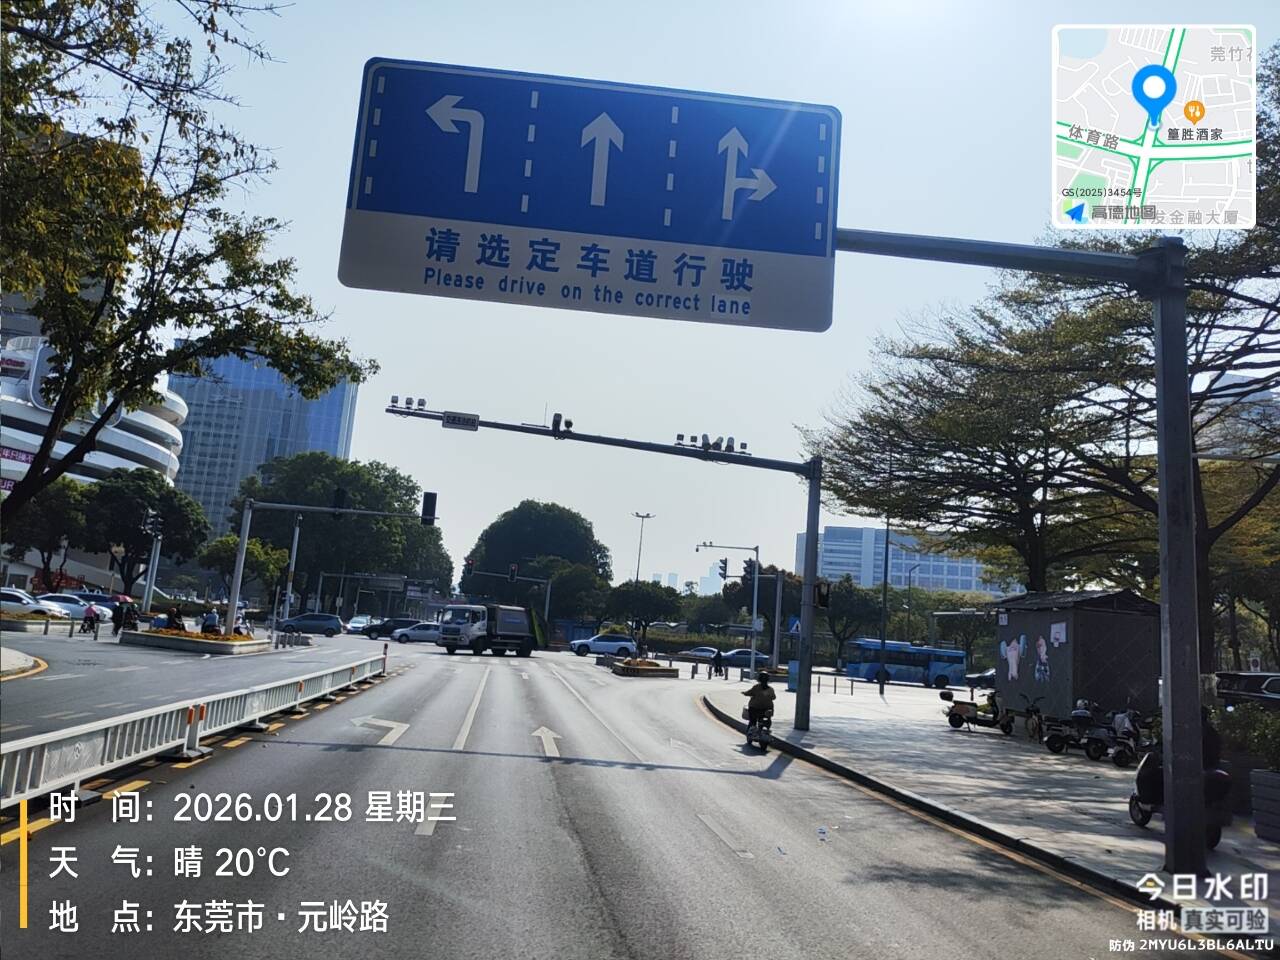 请选定车道行驶
Please drive on the correct lane
莞竹
体育路
篁胜酒家
GS(2025)3454号
高德地图
发金融大厦
时 间：2026.01.28 星期三
天 气：晴 20°C
地 点：东莞市·元岭路
今日水印
相机 真实可验
防伪 2MYU6L3BL6ALTU